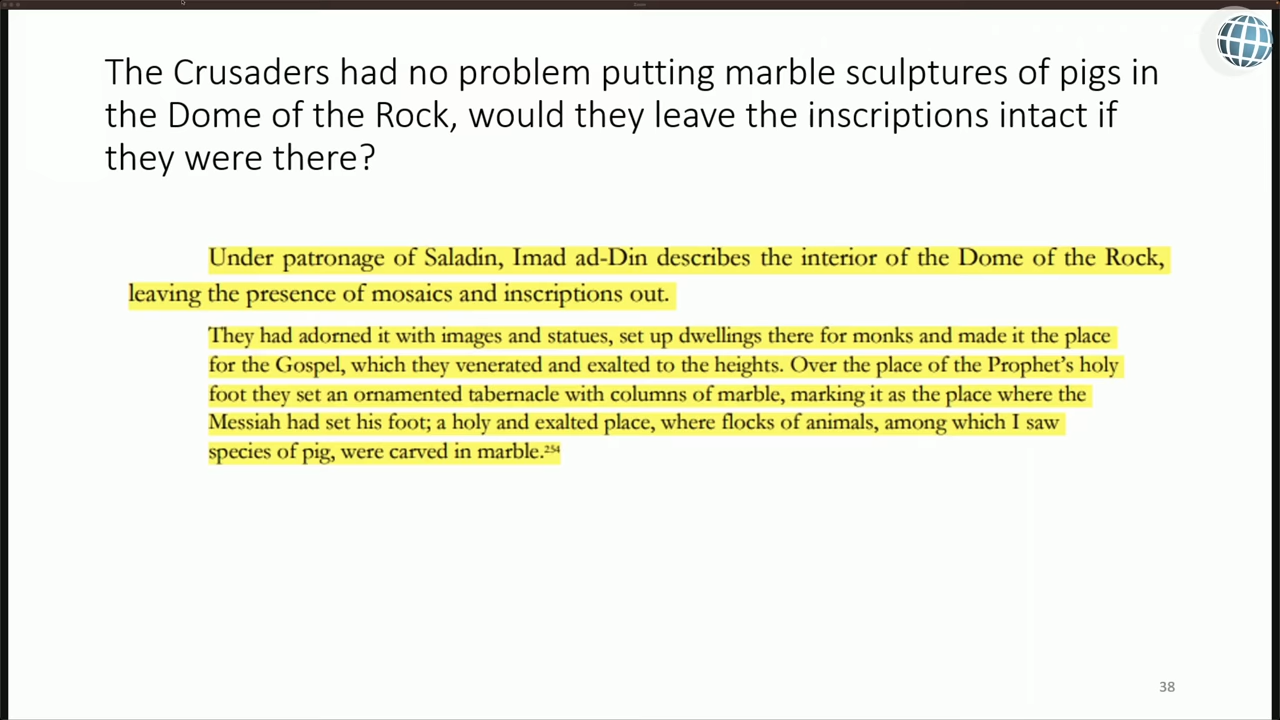 The Crusaders had no problem putting marble sculptures of pigs in
the Dome of the Rock, would they leave the inscriptions intact if
they were there?
Under patronage of Saladin, Imad ad-Din describes the interior of the Dome of the Rock,
leaving the presence of mosaics and inscriptions out.
They had adorned it with images and statues, set up dwellings there for monks and made it the place
for the Gospel, which they venerated and exalted to the heights. Over the place of the Prophet’s holy
foot they set an ornamented tabernacle with columns of marble, marking it as the place where the
Messiah had set his foot; a holy and exalted place, where flocks of animals, among which I saw
species of pig, were carved in marble.²⁵⁴
38